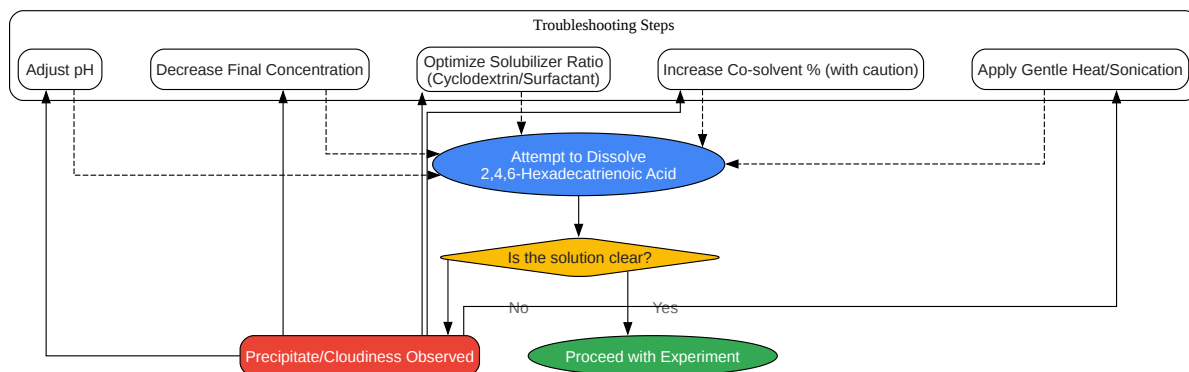 Troubleshooting Steps
Adjust pH
Decrease Final Concentration
Optimize Solubilizer Ratio
(Cyclodextrin/Surfactant)
Increase Co-solvent % (with caution)
Apply Gentle Heat/Sonication
Attempt to Dissolve
2,4,6-Hexadecatrienoic Acid
Is the solution clear?
No
Yes
Precipitate/Cloudiness Observed
Proceed with Experiment